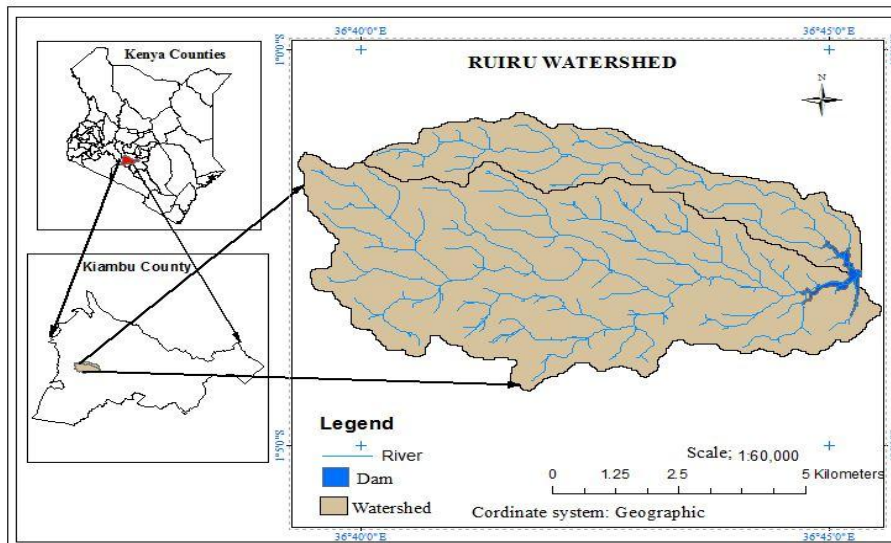 36°40'0"E
36°45'0"E
Kenya Counties
1°0'0"S
RUIRU WATERSHED
N
Kiambu County
Legend
River
Dam
Watershed
Scale; 1:60,000
0 1.25 2.5 5 Kilometers
Cordinate system: Geographic
1°5'0"S
36°40'0"E
36°45'0"E